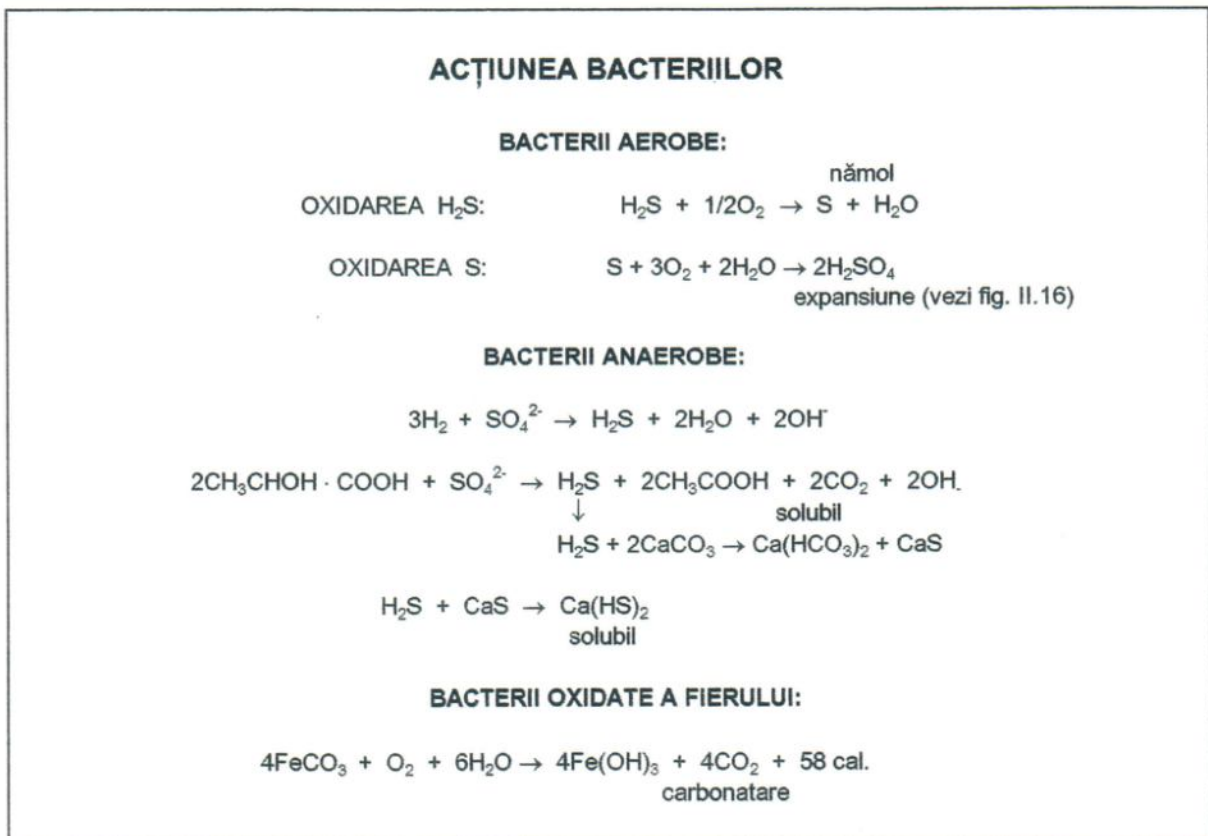 ACȚIUNEA BACTERIILOR
BACTERII AEROBE:
nămol
OXIDAREA H₂S: H₂S + 1/2O₂ → S + H₂O
OXIDAREA S: S + 3O₂ + 2H₂O → 2H₂SO₄
expansiune (vezi fig. II.16)
BACTERII ANAEROBE:
3H₂ + SO₄²⁻ → H₂S + 2H₂O + 2OH⁻
2CH₃CHOH · COOH + SO₄²⁻ → H₂S + 2CH₃COOH + 2CO₂ + 2OH.
↓ solubil
H₂S + 2CaCO₃ → Ca(HCO₃)₂ + CaS
H₂S + CaS → Ca(HS)₂
solubil
BACTERII OXIDATE A FIERULUI:
4FeCO₃ + O₂ + 6H₂O → 4Fe(OH)₃ + 4CO₂ + 58 cal.
carbonatare